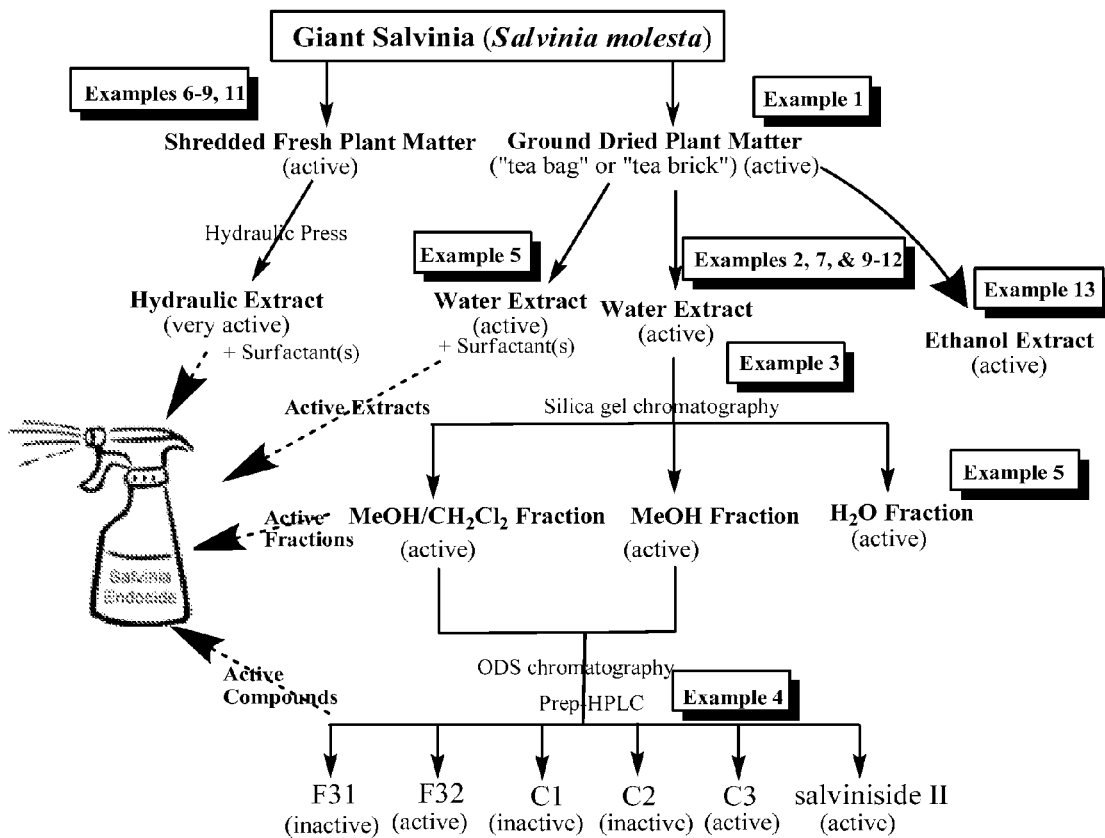 Giant Salvinia (Salvinia molesta)
Examples 6-9, 11
Example 1
Shredded Fresh Plant Matter
(active)
Ground Dried Plant Matter
("tea bag" or "tea brick") (active)
Hydraulic Press
Example 5
Examples 2, 7, & 9-12
Example 13
Hydraulic Extract
(very active)
+ Surfactant(s)
Water Extract
(active)
+ Surfactant(s)
Water Extract
(active)
Ethanol Extract
(active)
Example 3
Active Extracts
Silica gel chromatography
Example 5
Active
Fractions
MeOH/CH₂Cl₂ Fraction
(active)
MeOH Fraction
(active)
H₂O Fraction
(active)
Salvinia
Endocide
ODS chromatography
Prep-HPLC
Example 4
Active
Compounds
F31
(inactive)
F32
(active)
C1
(inactive)
C2
(inactive)
C3
(active)
salviniside II
(active)